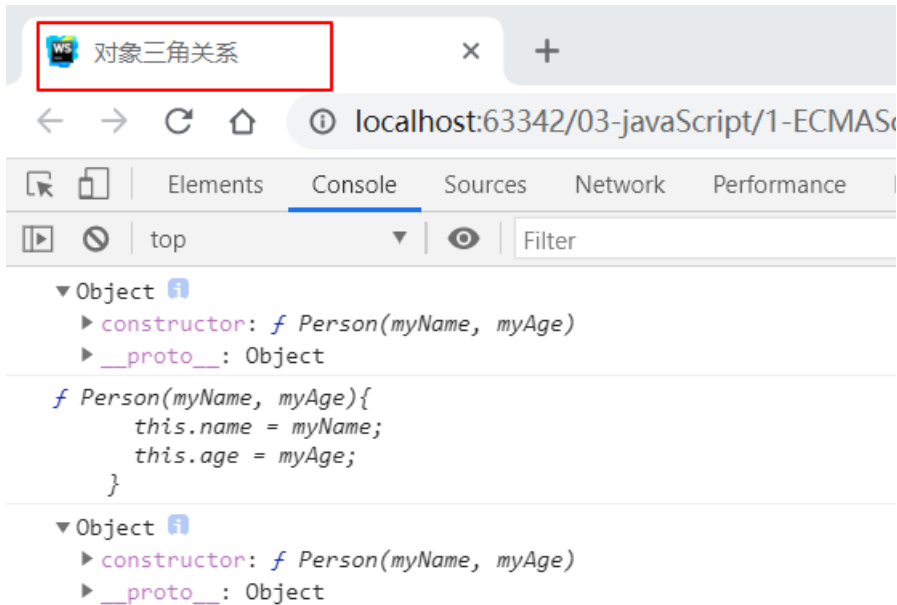 WS 对象三角关系
localhost:63342/03-javaScript/1-ECMASc
Elements Console Sources Network Performance
top Filter
Object i
constructor: ƒ Person(myName, myAge)
__proto__: Object
ƒ Person(myName, myAge){
this.name = myName;
this.age = myAge;
}
Object i
constructor: ƒ Person(myName, myAge)
__proto__: Object